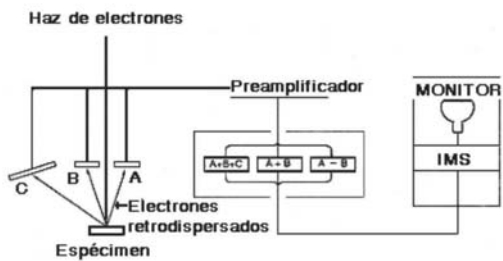 Haz de electrones
Preamplificador
MONITOR
A+B+C
A+B
A-B
IMS
C
B
A
Electrones
retrodispersados
Espécimen